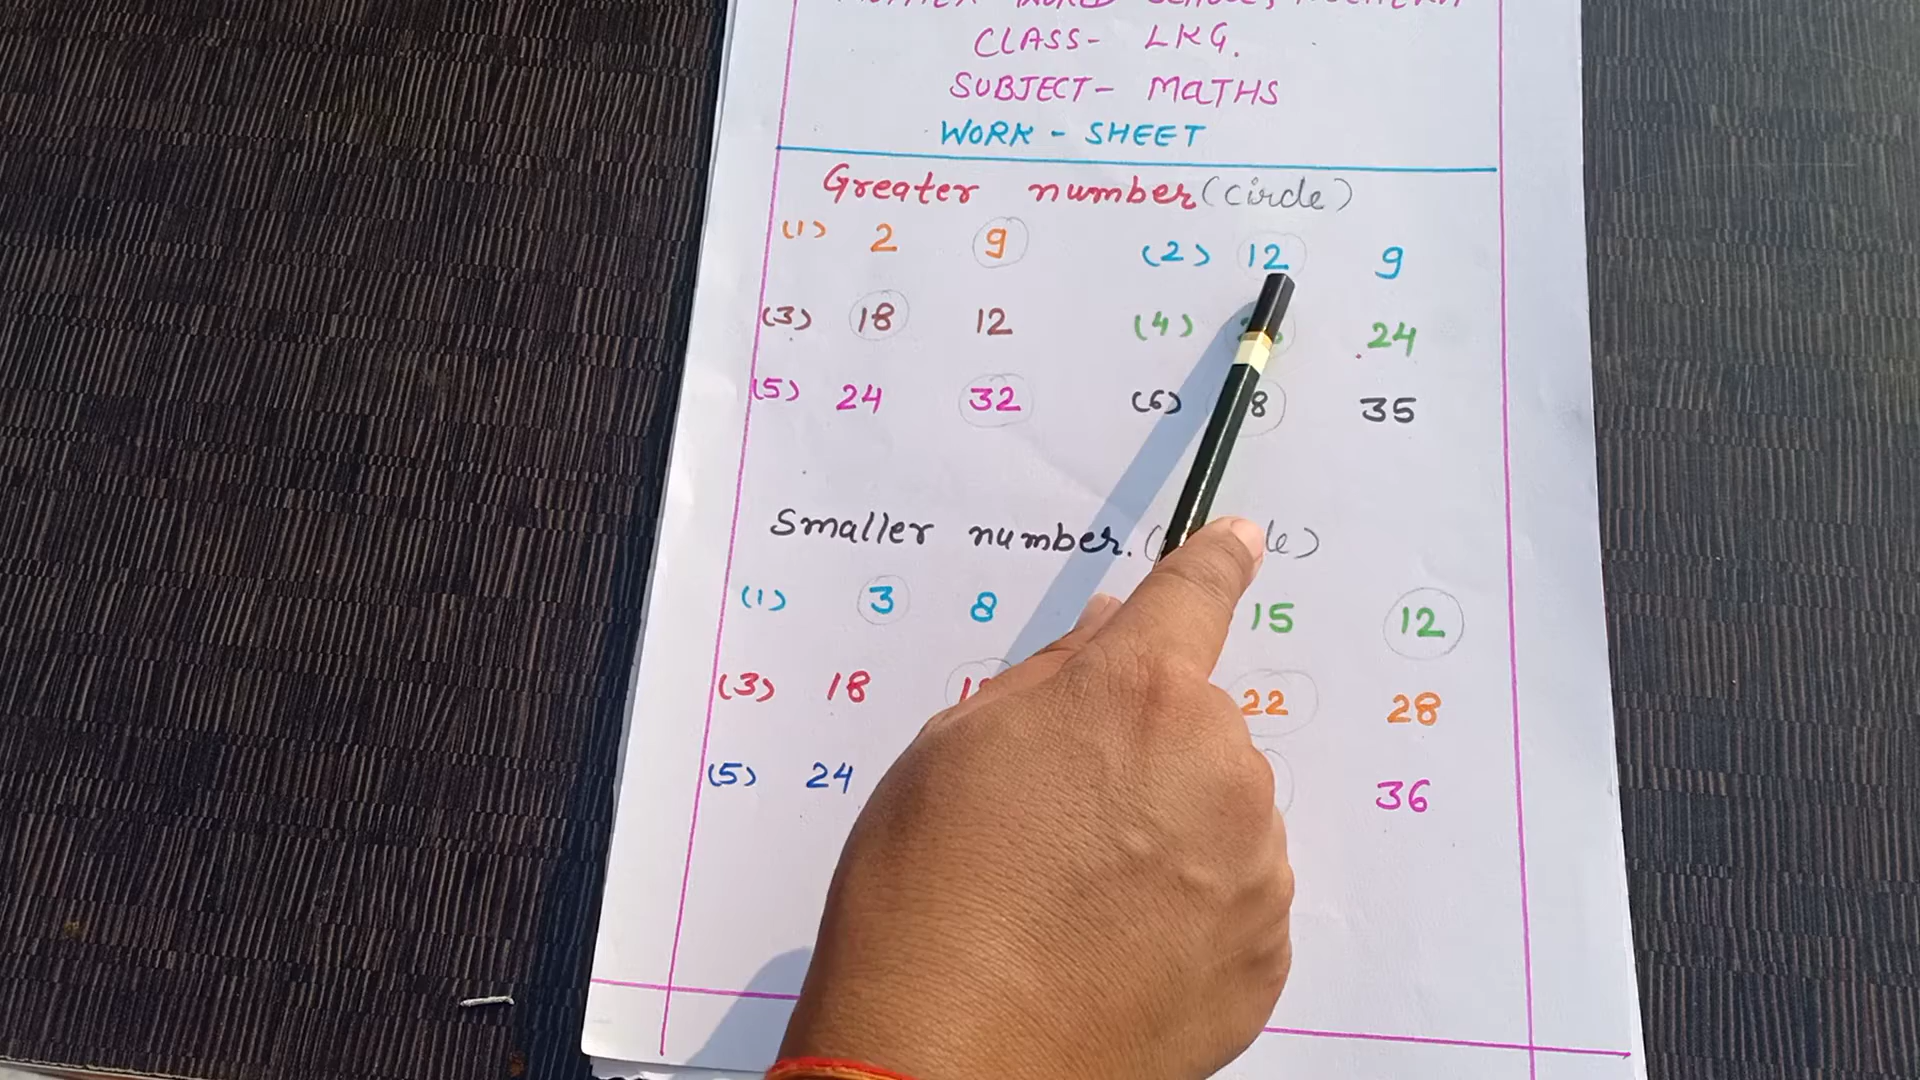 CLASS- LKG.
SUBJECT- MATHS
WORK - SHEET
Greater number (circle)
(1) 2 9 (2) 12 9
(3) 18 12 (4) 24
(5) 24 32 (6) 8 35
Smaller number.
(1) 3 8 15 12
(3) 18 22 28
(5) 24 36